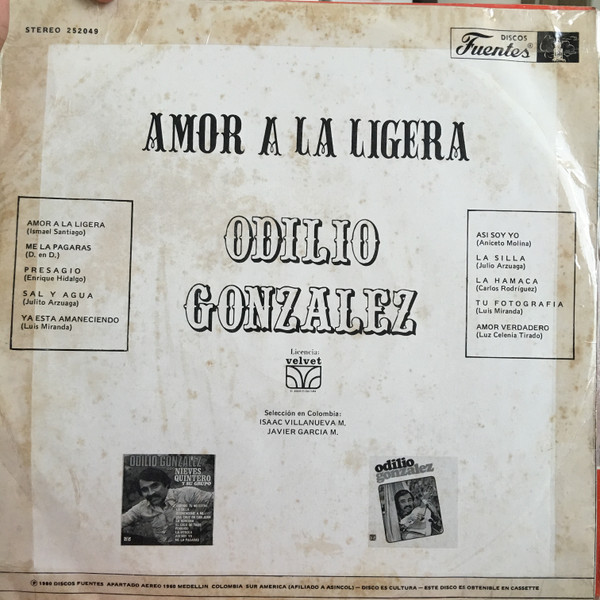 STEREO 252049
DISCOS
Fuentes
AMOR A LA LIGERA
ODILIO
GONZALEZ
AMOR A LA LIGERA
(Ismael Santiago)
ME LA PAGARAS
(D. en D.)
PRESAGIO
(Enrique Hidalgo)
SAL Y AGUA
(Julito Arzuaga)
YA ESTA AMANECIENDO
(Luis Miranda)
ASI SOY YO
(Aniceto Molina)
LA SILLA
(Julio Arzuaga)
LA HAMACA
(Carlos Rodríguez)
TU FOTOGRAFIA
(Luis Miranda)
AMOR VERDADERO
(Luz Celenia Tirado)
Licencia:
velvet
Selección en Colombia:
ISAAC VILLANUEVA M.
JAVIER GARCIA M.
ODILIO GONZALEZ
NIEVES
QUINTERO
Y SU GRUPO
odilio
gonzalez
℗ 1980 DISCOS FUENTES APARTADO AEREO 1960 MEDELLIN COLOMBIA SUR AMERICA (AFILIADO A ASINCOL) - DISCO ES CULTURA - ESTE DISCO ES OBTENIBLE EN CASSETTE